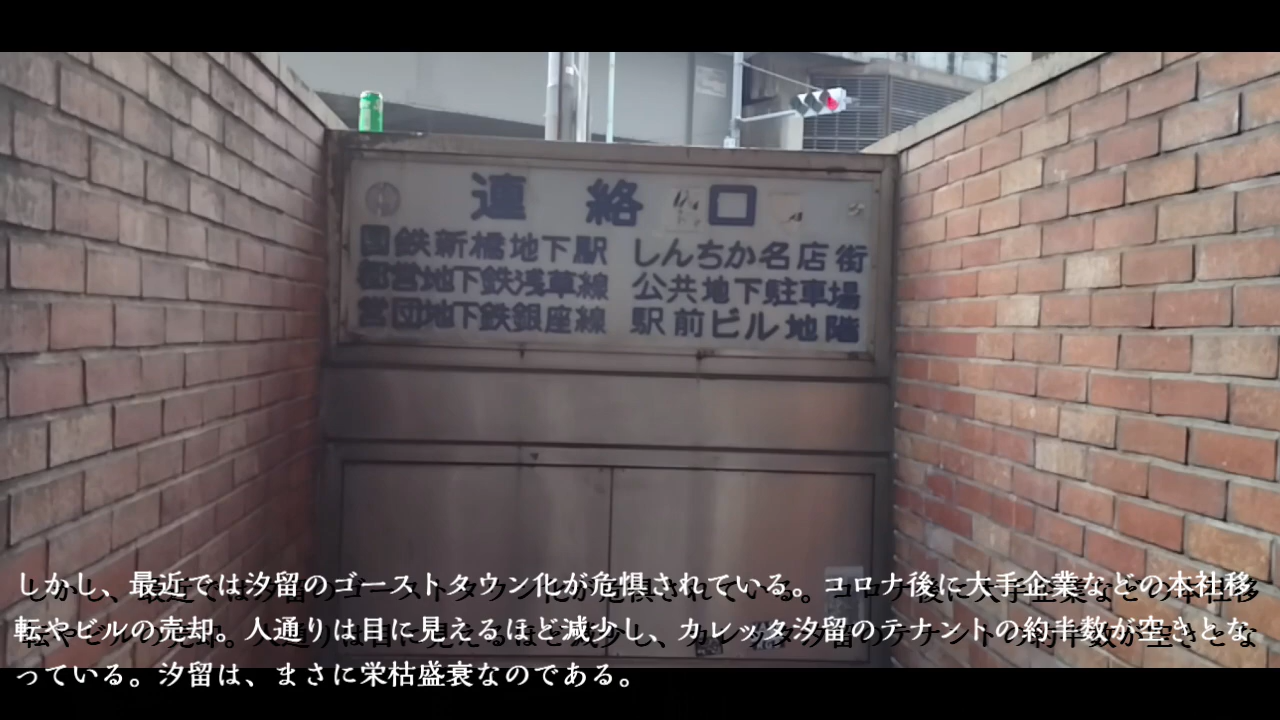 連絡口
国鉄新橋地下駅 しんちか名店街
都営地下鉄浅草線 公共地下駐車場
営団地下鉄銀座線 駅前ビル地階
しかし、最近では汐留のゴーストタウン化が危惧されている。コロナ後に大手企業などの本社移
転やビルの売却。人通りは目に見えるほど減少し、カレッタ汐留のテナントの約半数が空きとな
っている。汐留は、まさに栄枯盛衰なのである。